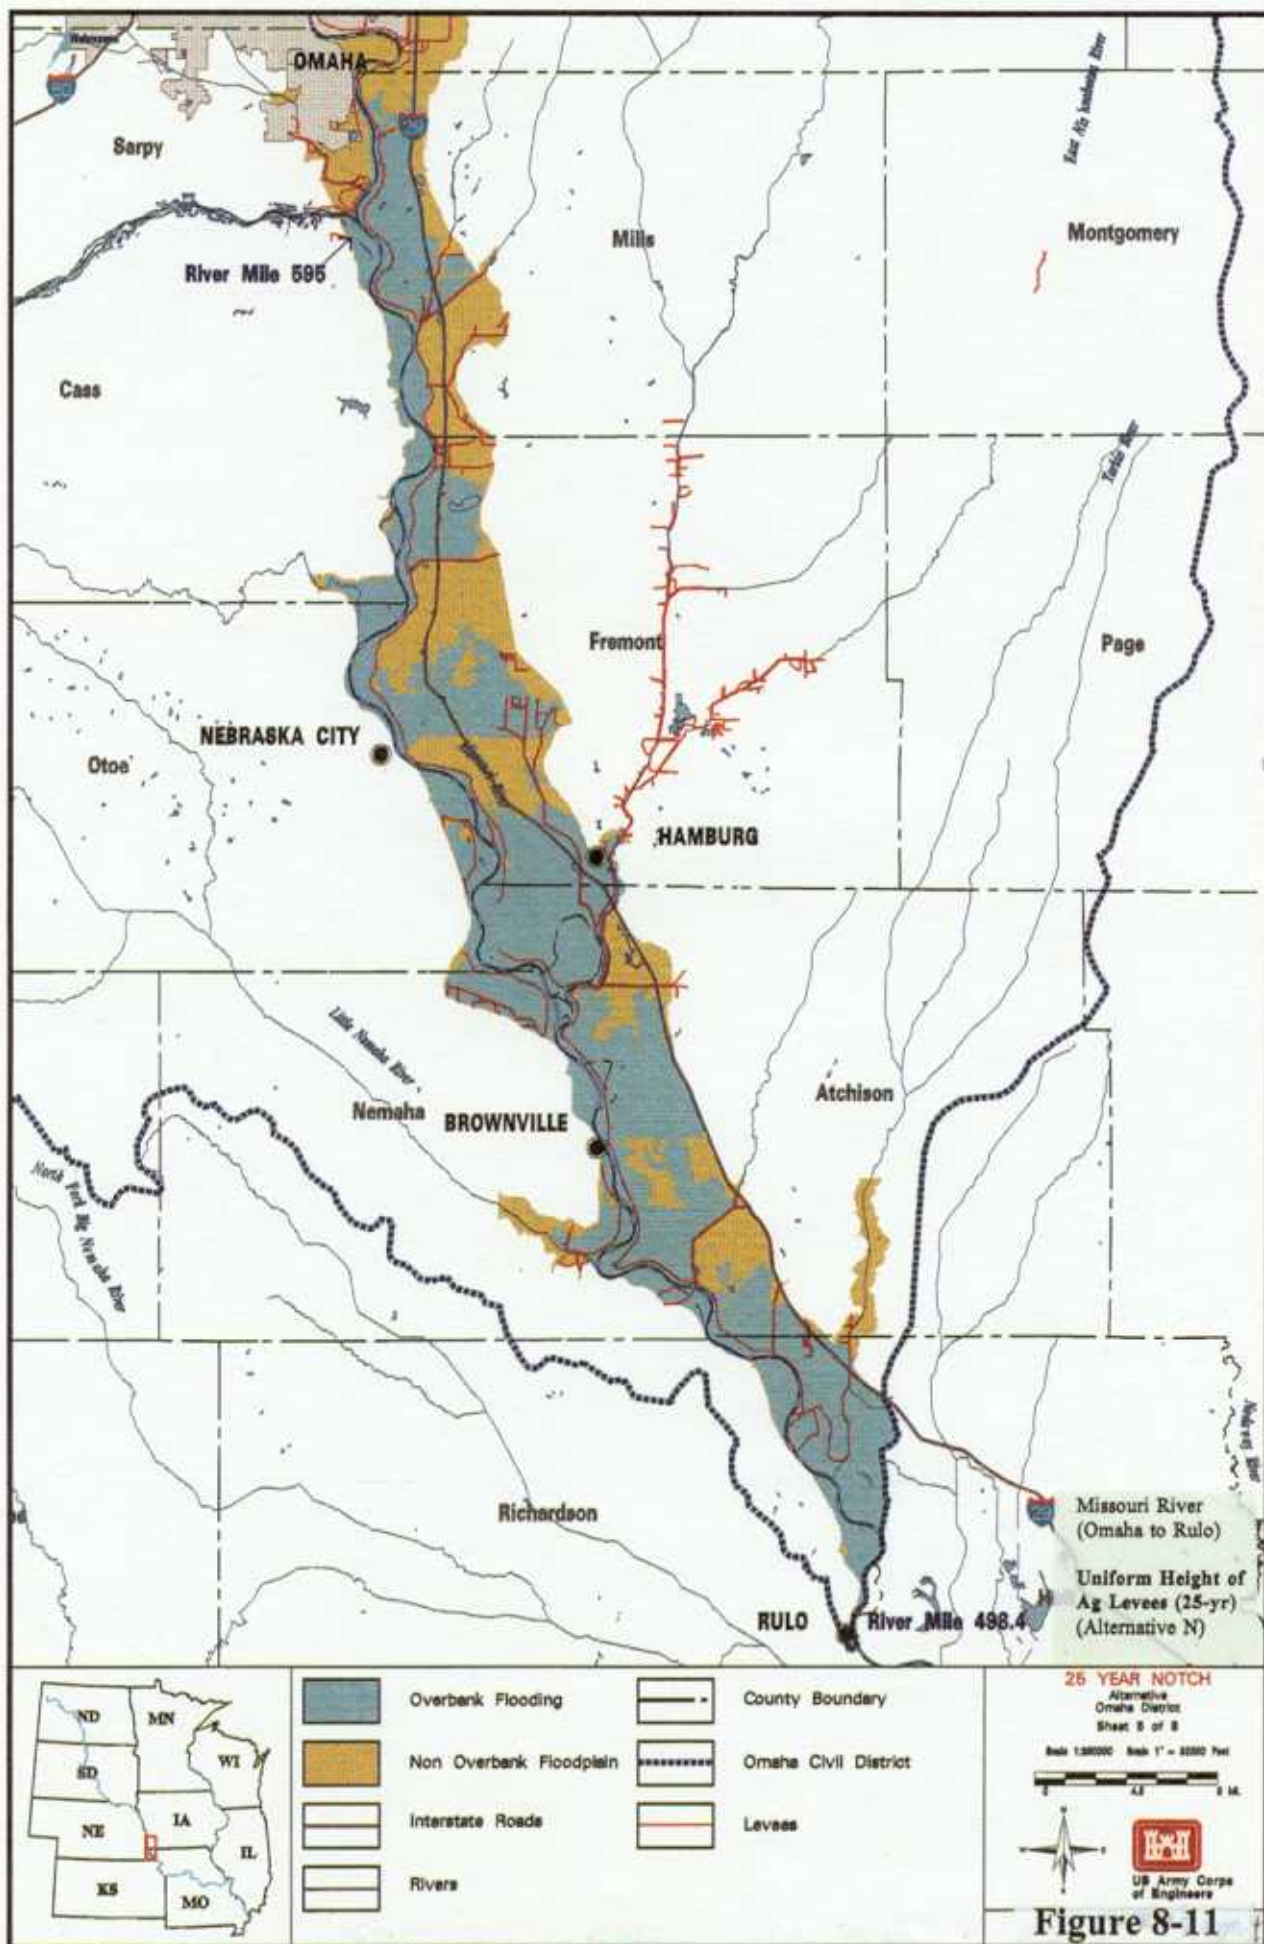 OMAHA
Sarpy
Mills
Montgomery
River Mile 595
Cass
Tarkio River
Fremont
Page
NEBRASKA CITY
Otoe
Missouri River
HAMBURG
Little Nemaha River
Nemaha
BROWNVILLE
Atchison
North Fork Big Nemaha River
Richardson
RULO
River Mile 498.4
Missouri River
(Omaha to Rulo)
Uniform Height of
Ag Levees (25-yr)
(Alternative N)
ND
MN
SD
WI
NE
IA
IL
KS
MO
Overbank Flooding
Non Overbank Floodplain
Interstate Roads
Rivers
County Boundary
Omaha Civil District
Levees
25 YEAR NOTCH
Alternative
Omaha District
US Army Corps
of Engineers
Figure 8-11